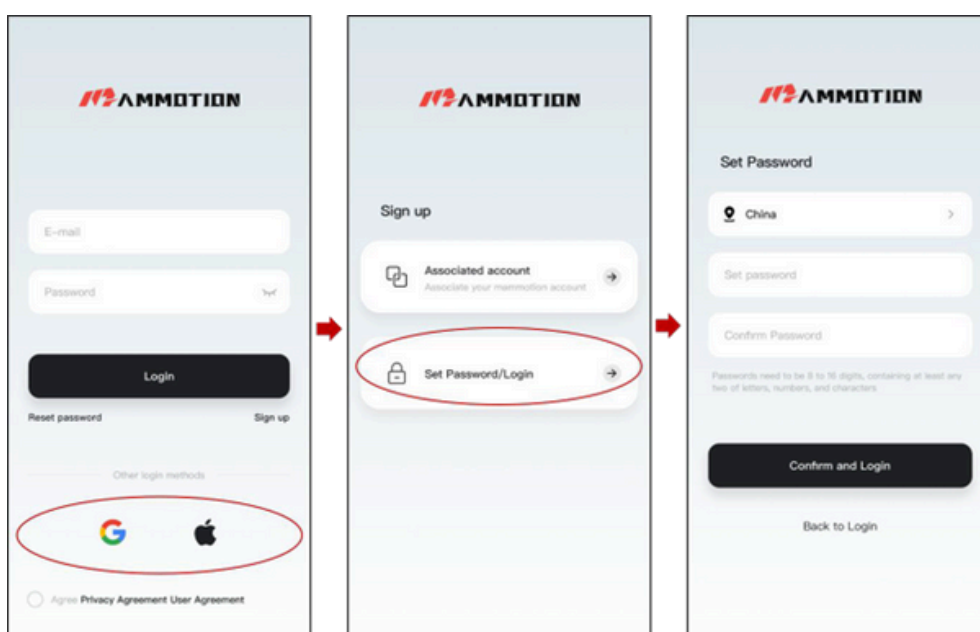 MAMMOTION
E-mail
Password
Login
Reset password
Sign up
Other login methods
Agree Privacy Agreement User Agreement
MAMMOTION
Sign up
Associated account
Associate your mammotion account
Set Password/Login
MAMMOTION
Set Password
China
Set password
Confirm Password
Passwords need to be 8 to 16 digits, containing at least any
two of letters, numbers, and characters
Confirm and Login
Back to Login